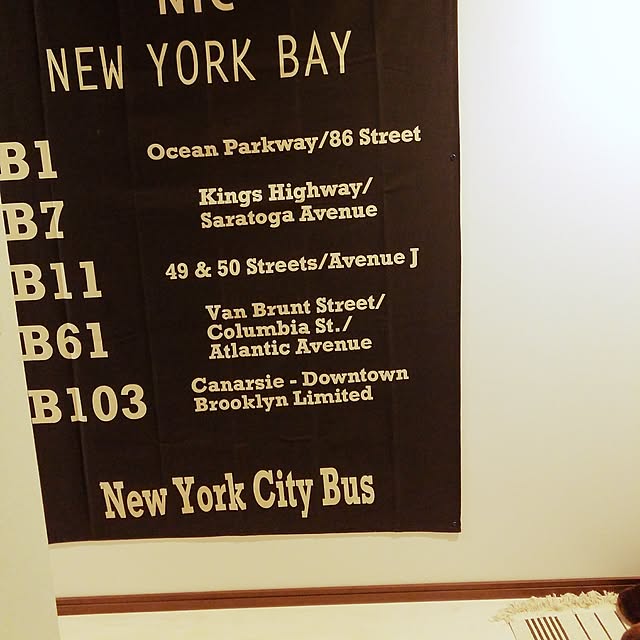 NYC
NEW YORK BAY
B1 Ocean Parkway/86 Street
B7 Kings Highway/
Saratoga Avenue
B11 49 & 50 Streets/Avenue J
B61 Van Brunt Street/
Columbia St./
Atlantic Avenue
B103 Canarsie - Downtown
Brooklyn Limited
New York City Bus